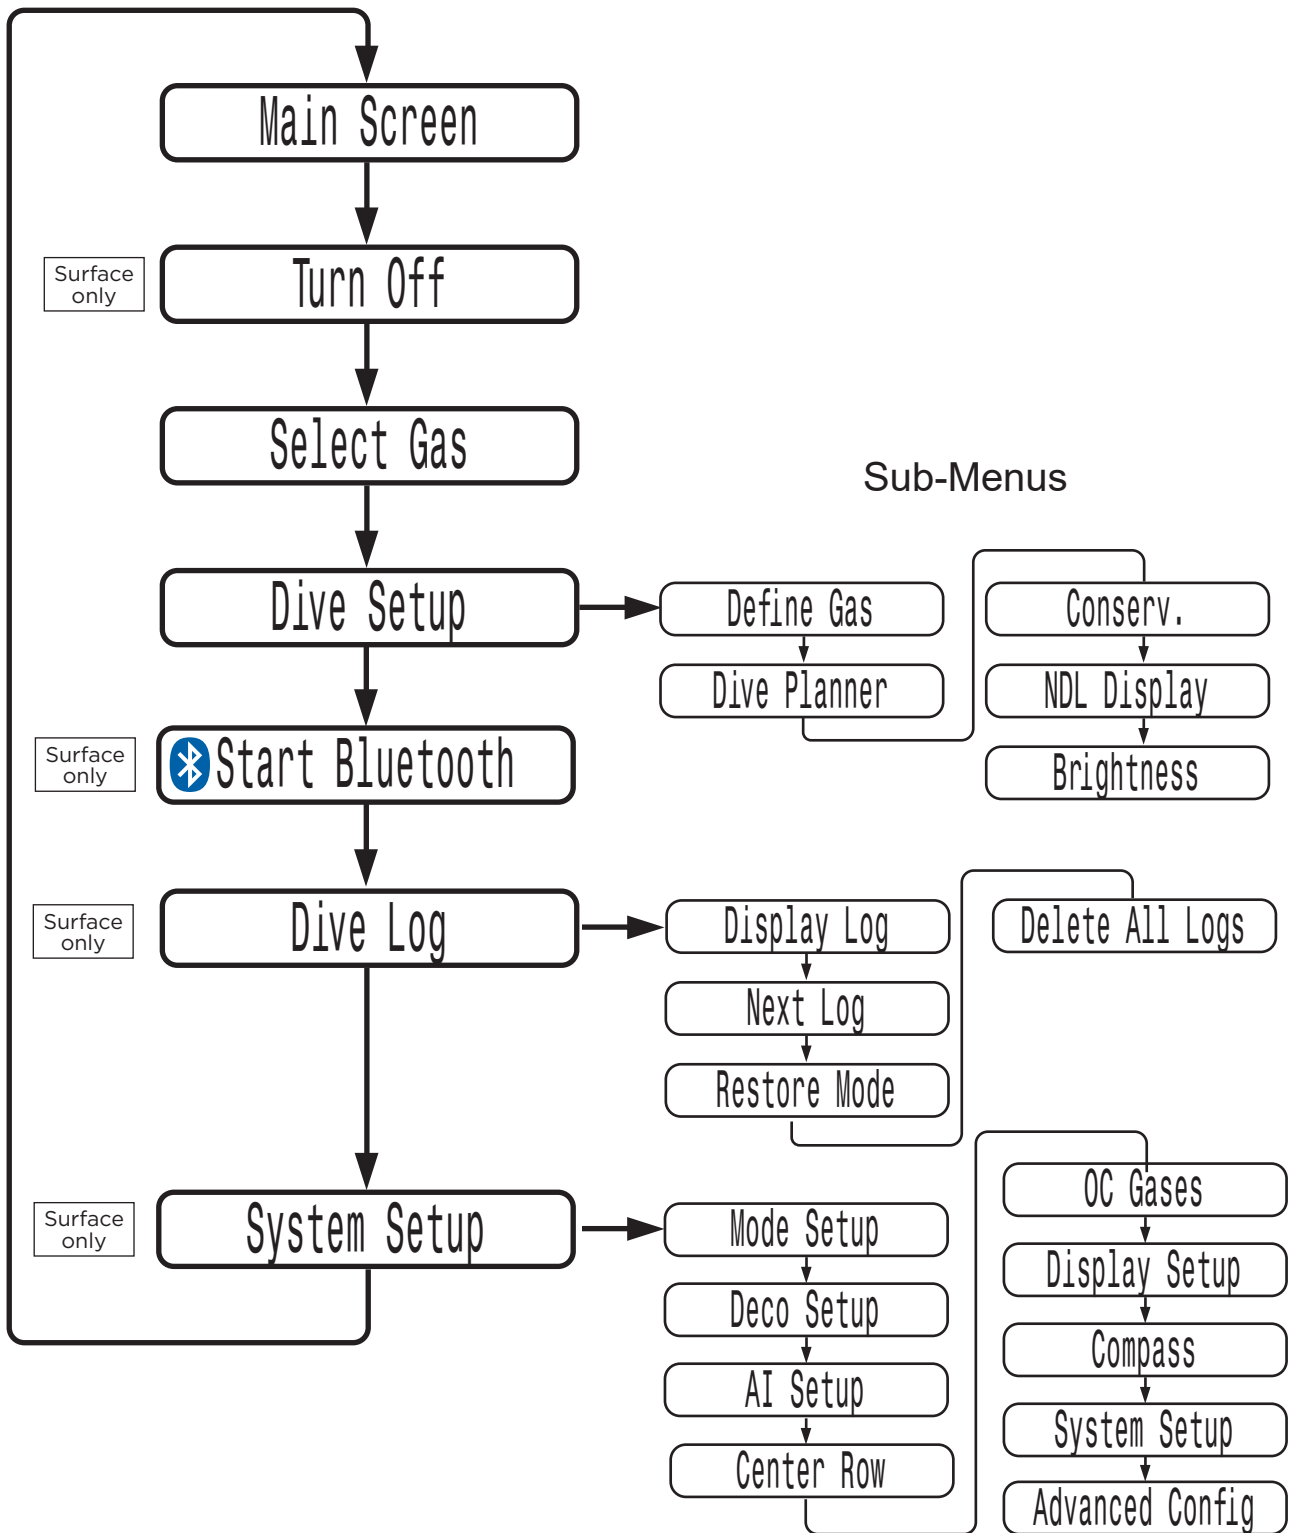 Main Screen
Surface
only
Turn Off
Select Gas
Sub-Menus
Dive Setup
Define Gas
Dive Planner
Conserv.
NDL Display
Brightness
Surface
only
Start Bluetooth
Surface
only
Dive Log
Display Log
Next Log
Restore Mode
Delete All Logs
Surface
only
System Setup
Mode Setup
Deco Setup
AI Setup
Center Row
OC Gases
Display Setup
Compass
System Setup
Advanced Config